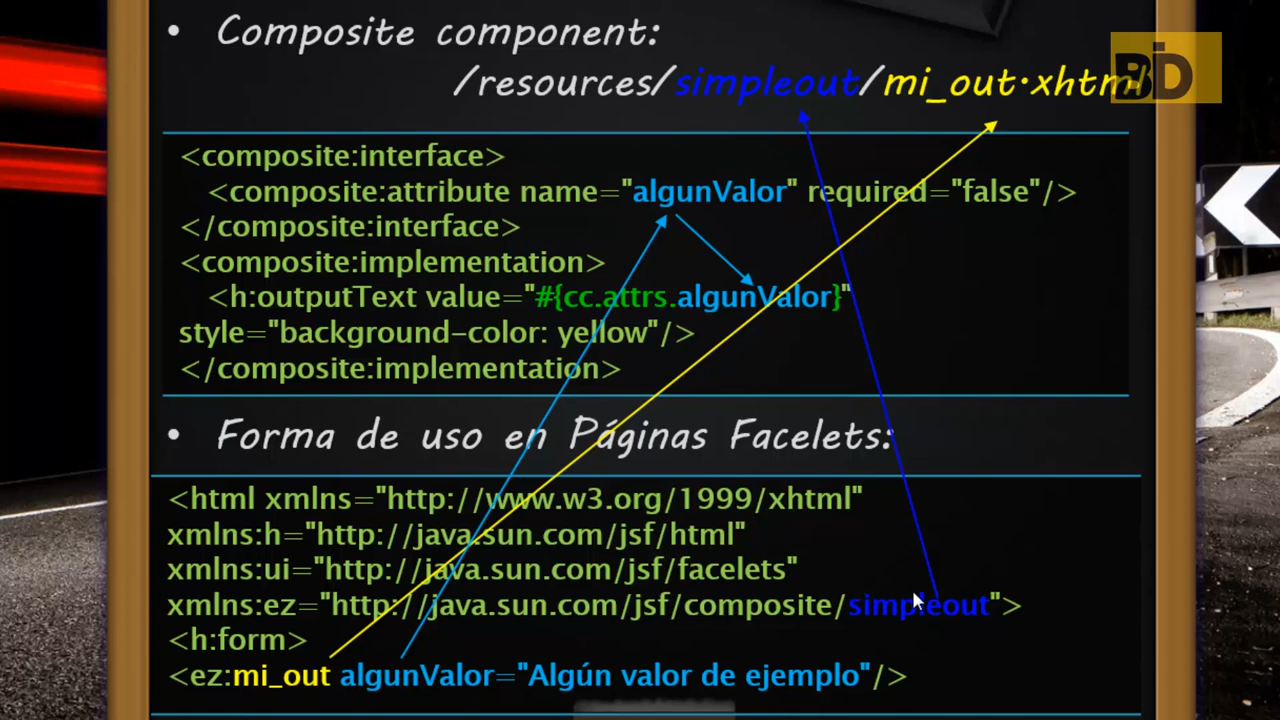 • Composite component:
/resources/simpleout/mi_out.xhtml
BD
<composite:interface>
<composite:attribute name="algunValor" required="false"/>
</composite:interface>
<composite:implementation>
<h:outputText value="#{cc.attrs.algunValor}"
style="background-color: yellow"/>
</composite:implementation>
• Forma de uso en Páginas Facelets:
<html xmlns="http://www.w3.org/1999/xhtml"
xmlns:h="http://java.sun.com/jsf/html"
xmlns:ui="http://java.sun.com/jsf/facelets"
xmlns:ez="http://java.sun.com/jsf/composite/simpleout">
<h:form>
<ez:mi_out algunValor="Algún valor de ejemplo"/>